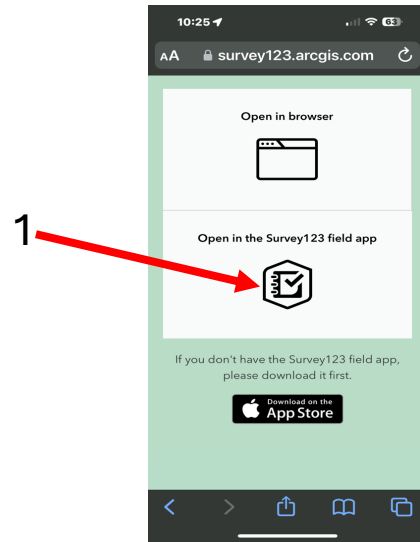 10:25
63
AA survey123.arcgis.com
Open in browser
1
Open in the Survey123 field app
If you don't have the Survey123 field app,
please download it first.
Download on the
App Store